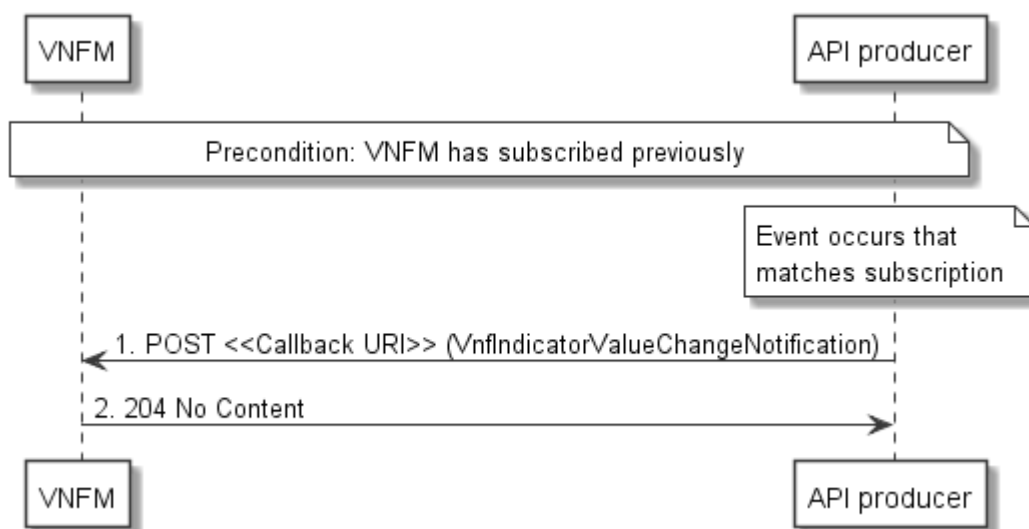 VNFM
API producer
Precondition: VNFM has subscribed previously
Event occurs that
matches subscription
1. POST <<Callback URI>> (VnfIndicatorValueChangeNotification)
2. 204 No Content
VNFM
API producer